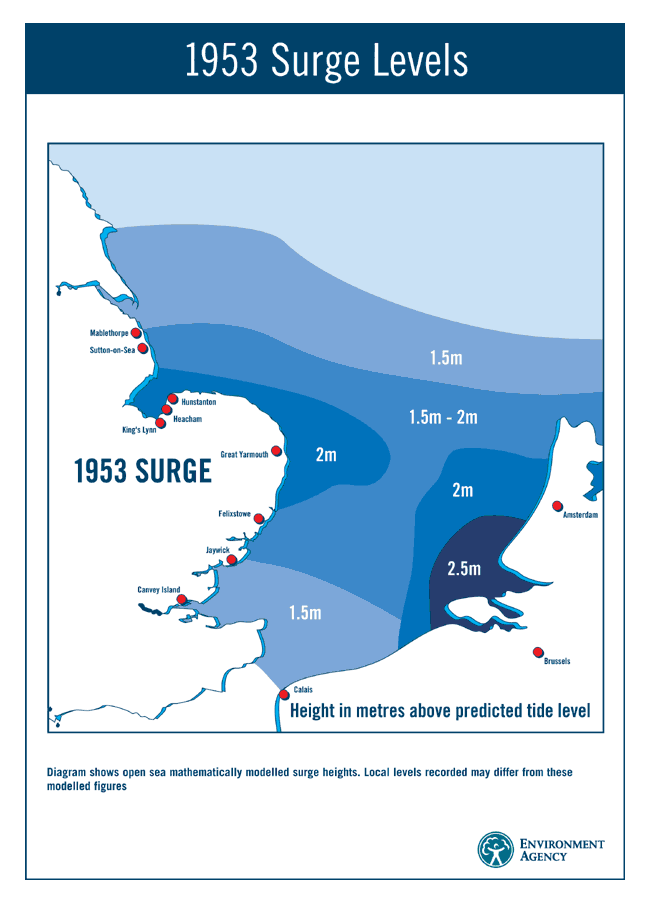 1953 Surge Levels
Mablethorpe
Sutton-on-Sea
1.5m
Hunstanton
Heacham
King's Lynn
1.5m - 2m
Great Yarmouth
2m
1953 SURGE
2m
Felixstowe
Amsterdam
Jaywick
2.5m
Canvey Island
1.5m
Brussels
Calais
Height in metres above predicted tide level
Diagram shows open sea mathematically modelled surge heights. Local levels recorded may differ from these
modelled figures
ENVIRONMENT
AGENCY